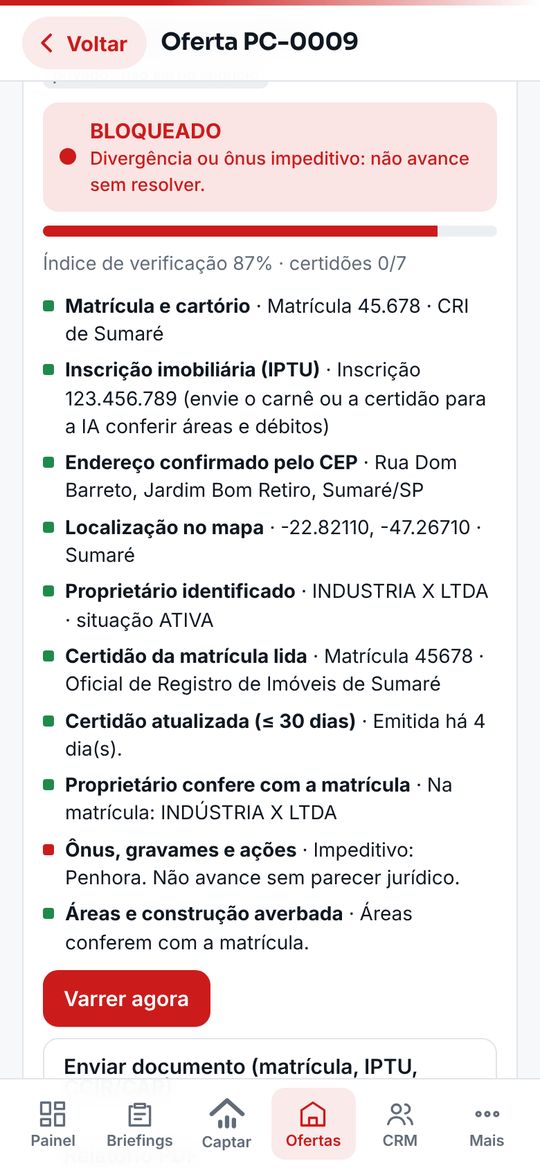 Voltar
Oferta PC-0009
BLOQUEADO
Divergência ou ônus impeditivo: não avance
sem resolver.
Índice de verificação 87% · certidões 0/7
Matrícula e cartório · Matrícula 45.678 · CRI
de Sumaré
Inscrição imobiliária (IPTU) · Inscrição
123.456.789 (envie o carnê ou a certidão para
a IA conferir áreas e débitos)
Endereço confirmado pelo CEP · Rua Dom
Barreto, Jardim Bom Retiro, Sumaré/SP
Localização no mapa · -22.82110, -47.26710 ·
Sumaré
Proprietário identificado · INDUSTRIA X LTDA
· situação ATIVA
Certidão da matrícula lida · Matrícula 45678 ·
Oficial de Registro de Imóveis de Sumaré
Certidão atualizada (≤ 30 dias) · Emitida há 4
dia(s).
Proprietário confere com a matrícula · Na
matrícula: INDÚSTRIA X LTDA
Ônus, gravames e ações · Impeditivo:
Penhora. Não avance sem parecer jurídico.
Áreas e construção averbada · Áreas
conferem com a matrícula.
Varrer agora
Enviar documento (matrícula, IPTU,
CCIR/CAR)
Painel
Briefings
Captar
Ofertas
CRM
Mais